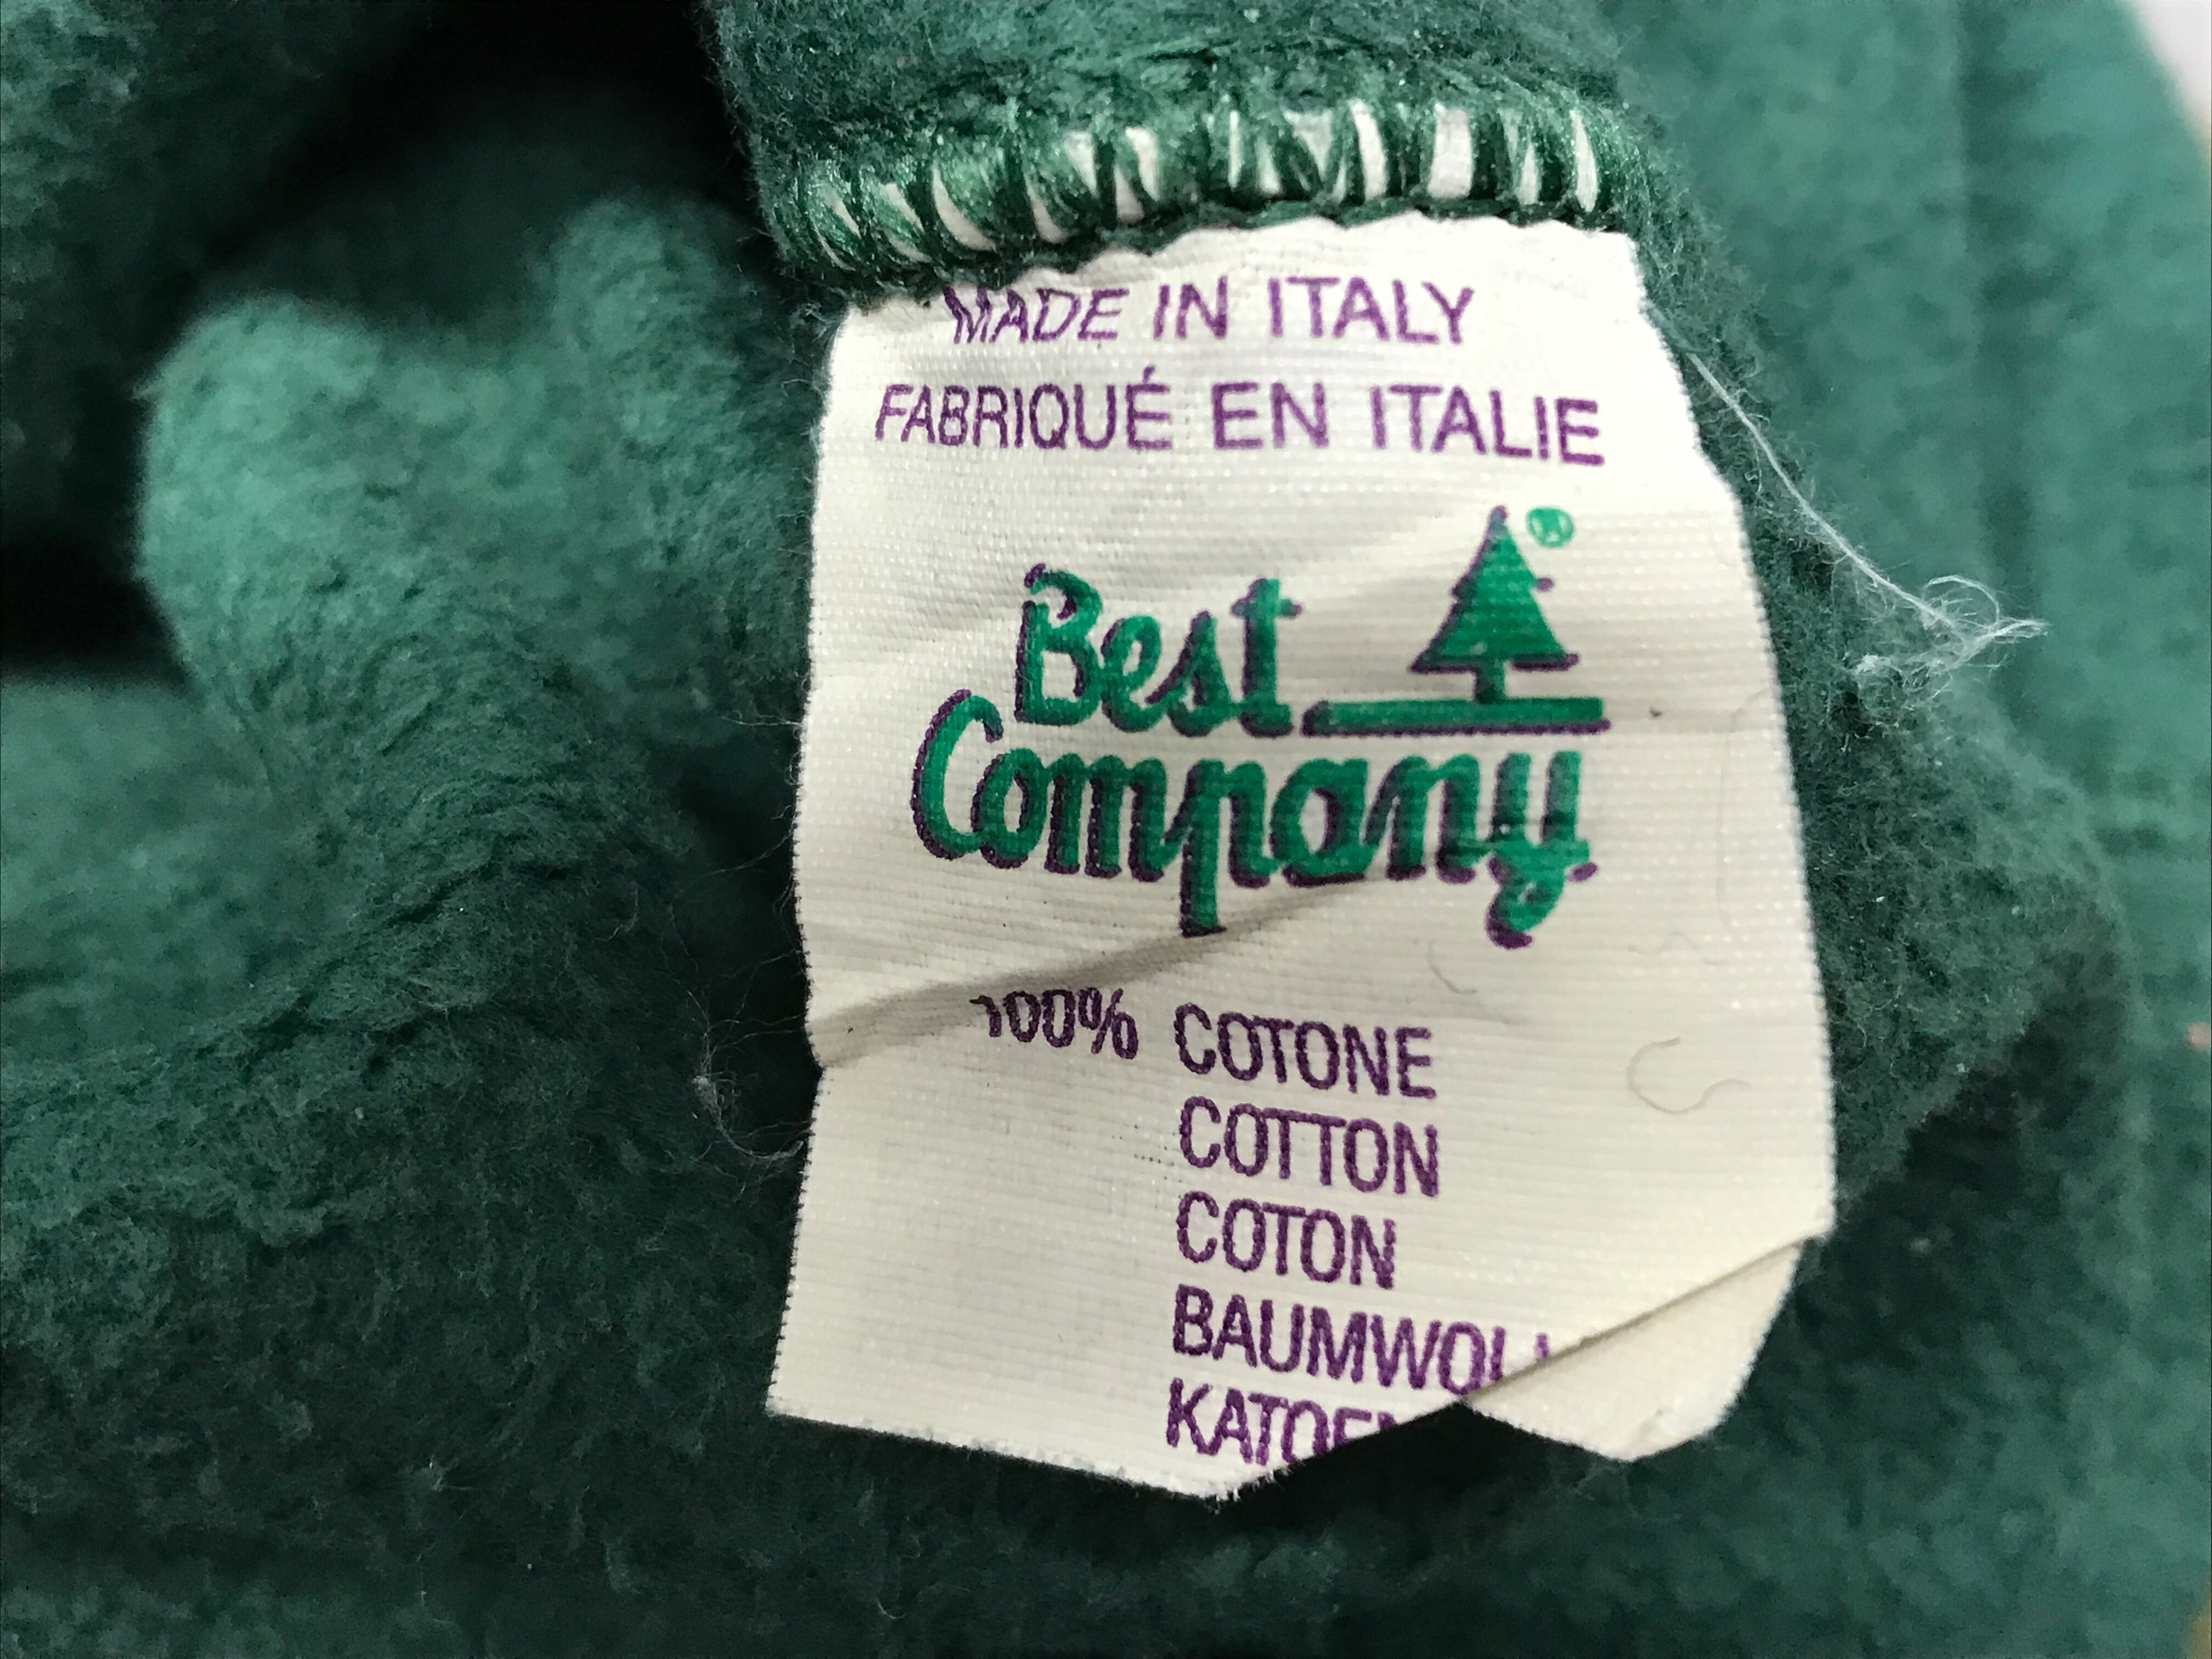 MADE IN ITALY
FABRIQUÉ EN ITALIE
®
Best
Company
100% COTONE
COTTON
COTON